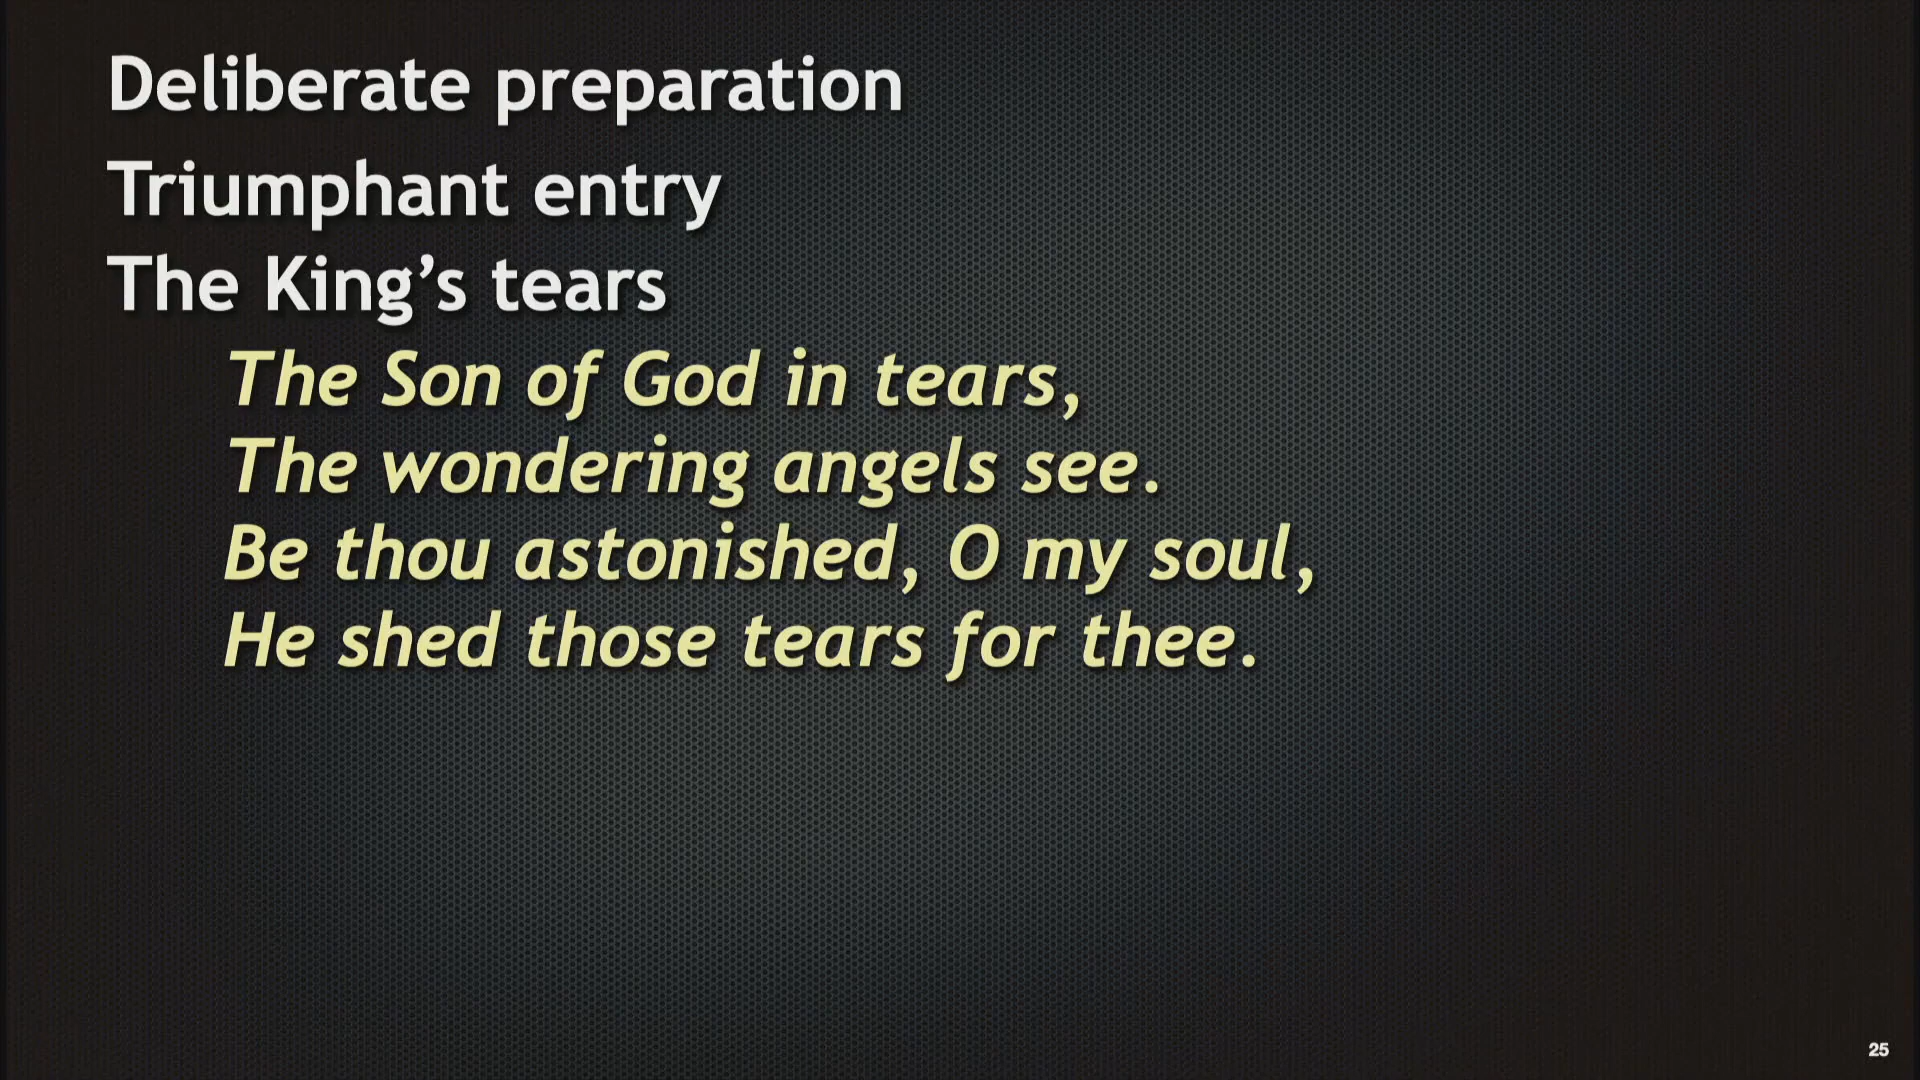 Deliberate preparation
Triumphant entry
The King’s tears
The Son of God in tears,
The wondering angels see.
Be thou astonished, O my soul,
He shed those tears for thee.
25